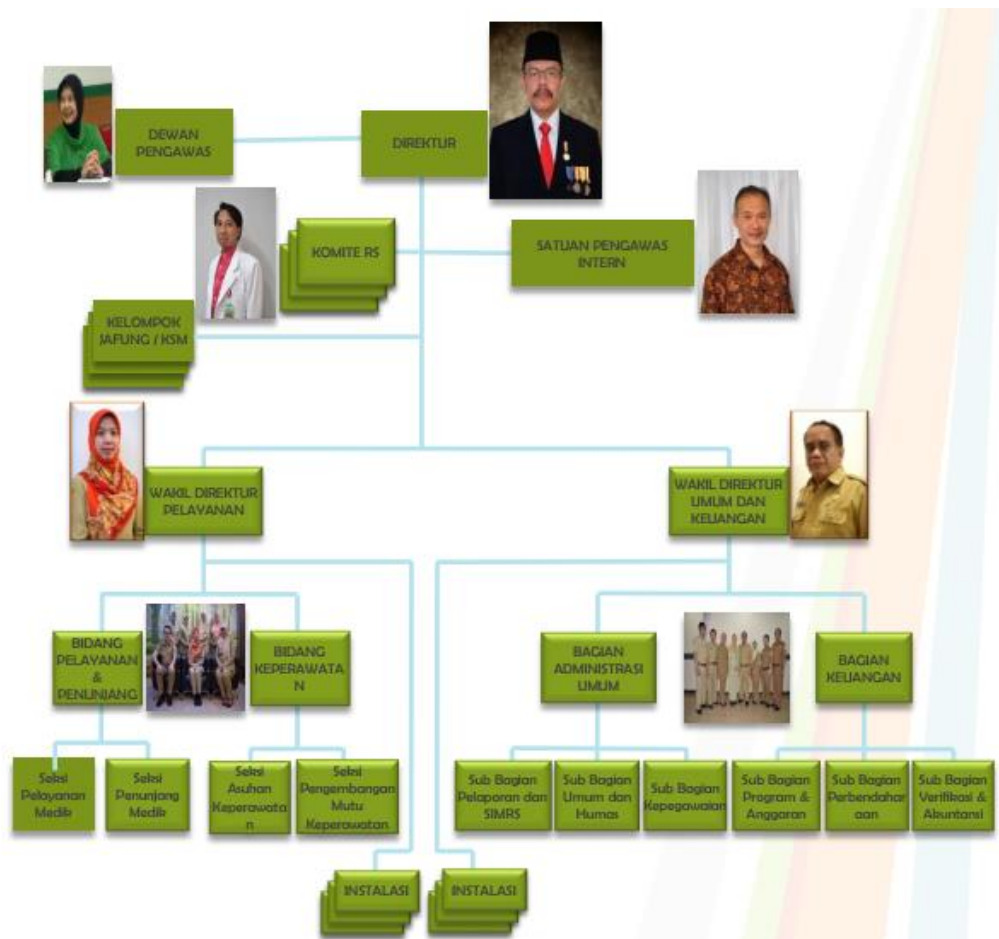 DEWAN
PENGAWAS
DIREKTUR
KOMITE RS
SATUAN PENGAWAS
INTERN
KELOMPOK
JAFUNG / KSM
WAKIL DIREKTUR
PELAYANAN
WAKIL DIREKTUR
UMUM DAN
KEUANGAN
BIDANG
PELAYANAN
&
PENUNJANG
BIDANG
KEPERAWATA
N
BAGIAN
ADMINISTRASI
UMUM
BAGIAN
KEUANGAN
Seksi
Pelayanan
Medik
Seksi
Penunjang
Medik
Seksi
Asuhan
Keperawata
n
Seksi
Pengembangan
Mutu
Keperawatan
Sub Bagian
Pelaporan dan
SIMRS
Sub Bagian
Umum dan
Humas
Sub Bagian
Kepegawaian
Sub Bagian
Program &
Anggaran
Sub Bagian
Perbendahar
aan
Sub Bagian
Verifikasi &
Akuntansi
INSTALASI
INSTALASI